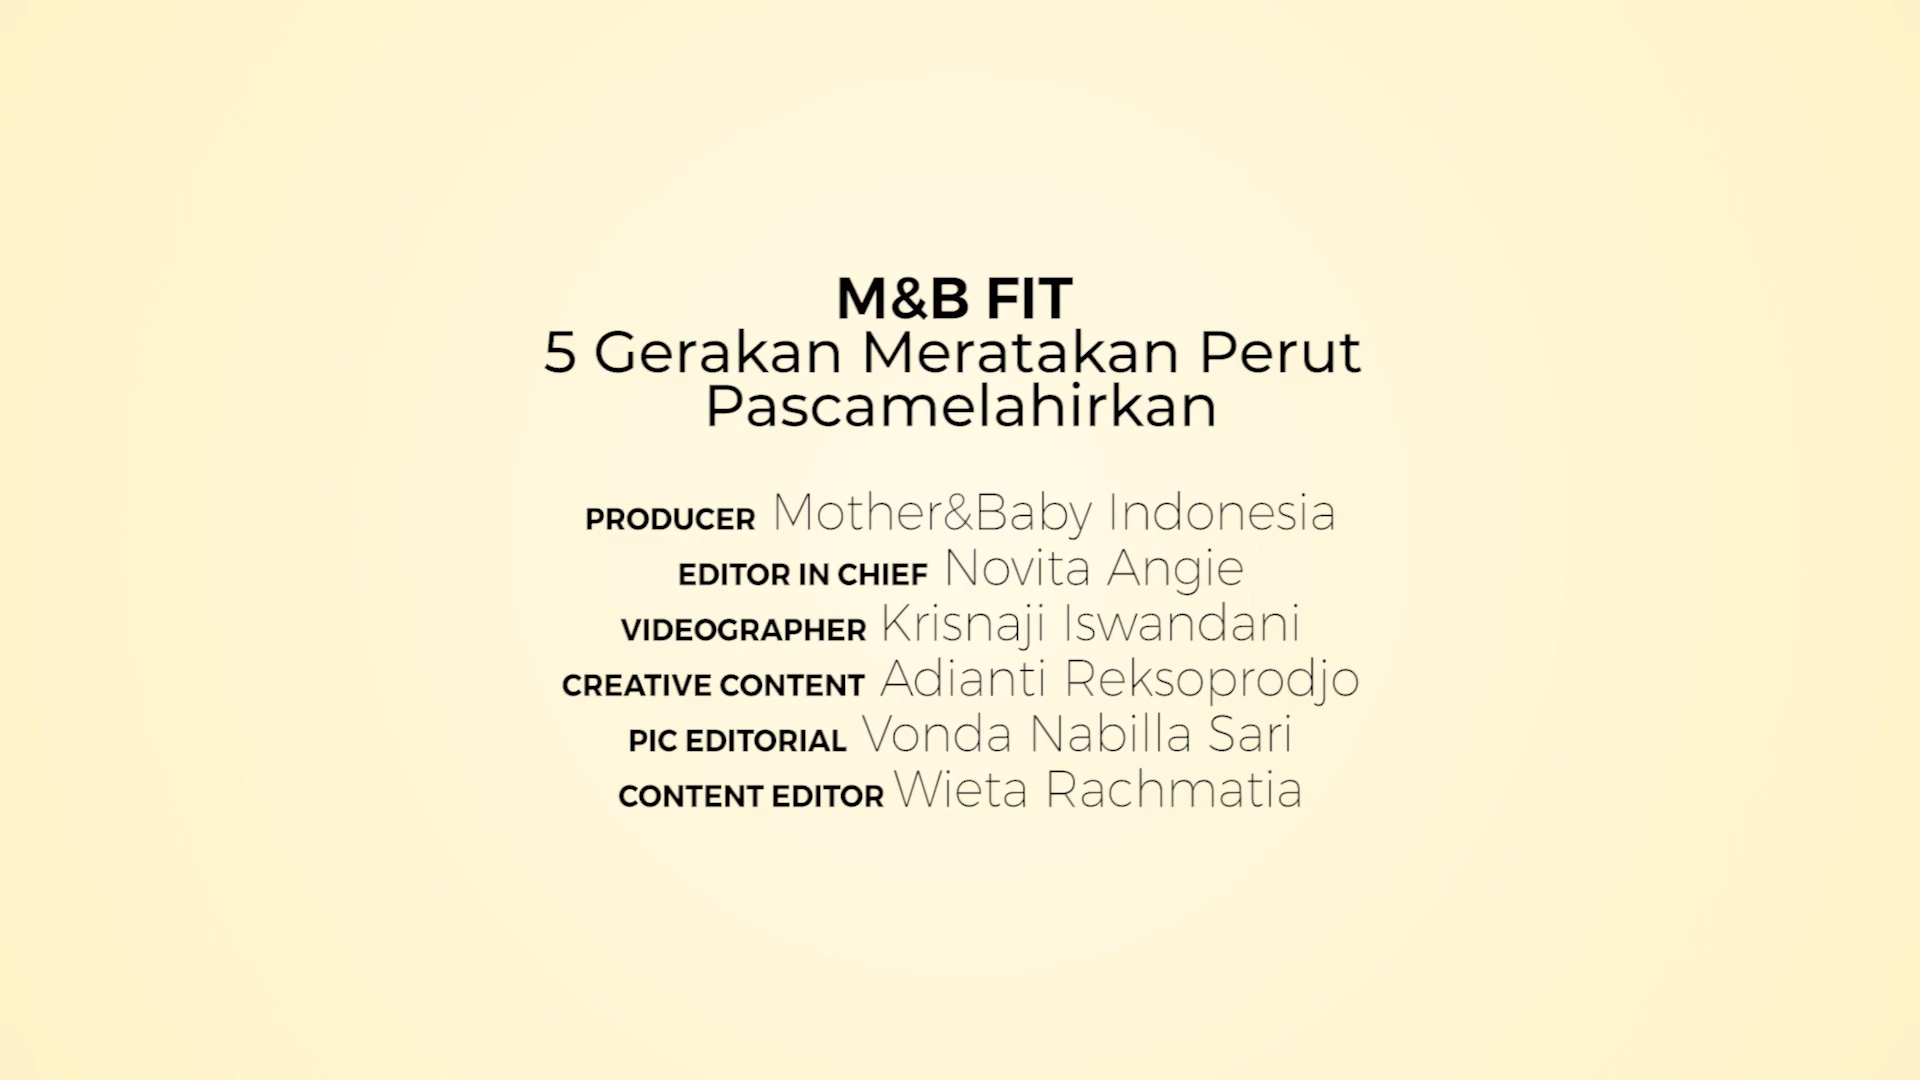 M&B FIT
5 Gerakan Meratakan Perut
Pascamelahirkan
PRODUCER Mother&Baby Indonesia
EDITOR IN CHIEF Novita Angie
VIDEOGRAPHER Krisnaji Iswandani
CREATIVE CONTENT Adianti Reksoprodjo
PIC EDITORIAL Vonda Nabilla Sari
CONTENT EDITOR Wieta Rachmatia